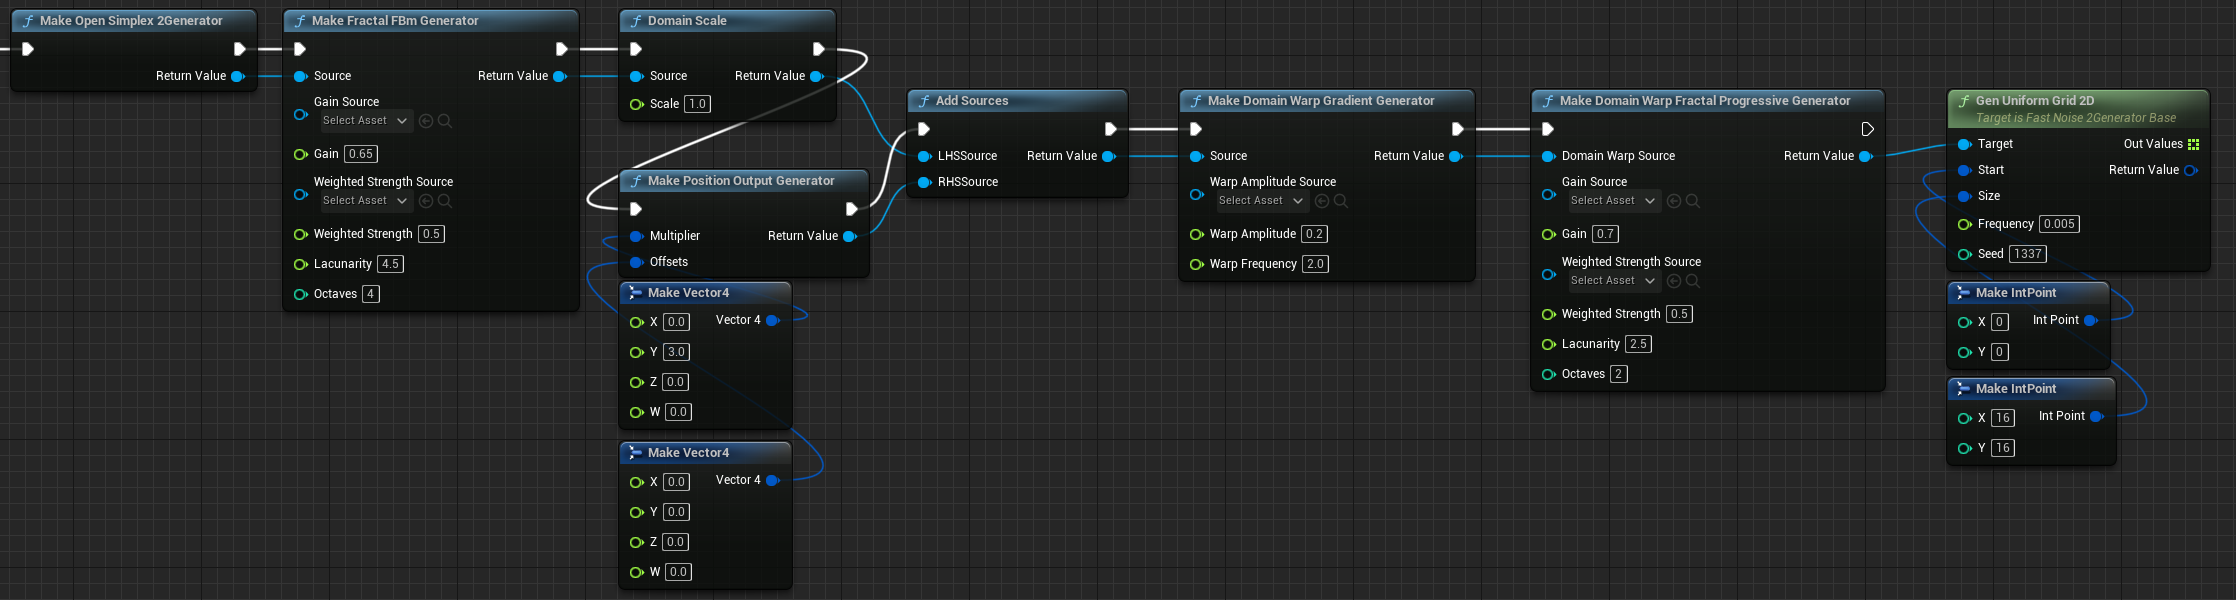 Make Open Simplex 2Generator
Return Value
Make Fractal FBm Generator
Source
Return Value
Gain Source
Select Asset
Gain 0.65
Weighted Strength Source
Select Asset
Weighted Strength 0.5
Lacunarity 4.5
Octaves 4
Domain Scale
Source
Return Value
Scale 1.0
Make Position Output Generator
Multiplier
Return Value
Offsets
Make Vector4
X 0.0
Vector 4
Y 3.0
Z 0.0
W 0.0
Make Vector4
X 0.0
Vector 4
Y 0.0
Z 0.0
W 0.0
Add Sources
LHSSource
Return Value
RHSSource
Make Domain Warp Gradient Generator
Source
Return Value
Warp Amplitude Source
Select Asset
Warp Amplitude 0.2
Warp Frequency 2.0
Make Domain Warp Fractal Progressive Generator
Domain Warp Source
Return Value
Gain Source
Select Asset
Gain 0.7
Weighted Strength Source
Select Asset
Weighted Strength 0.5
Lacunarity 2.5
Octaves 2
Gen Uniform Grid 2D
Target is Fast Noise 2Generator Base
Target
Out Values
Start
Return Value
Size
Frequency 0.005
Seed 1337
Make IntPoint
X 0
Int Point
Y 0
Make IntPoint
X 16
Int Point
Y 16